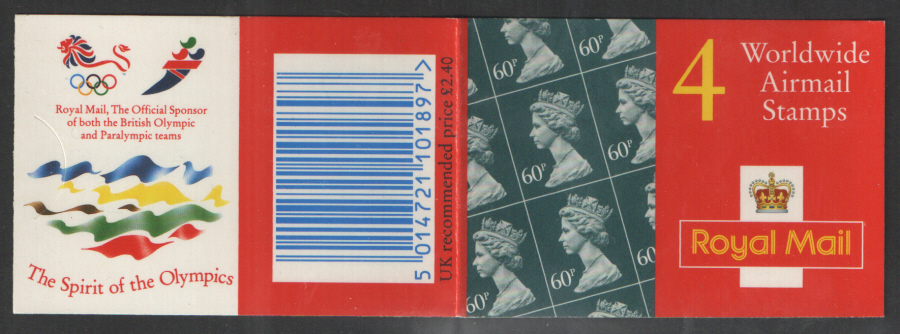 Royal Mail, The Official Sponsor
of both the British Olympic
and Paralympic teams
The Spirit of the Olympics
5 014721 101897 >
UK recommended price £2.40
60P
60P
60P
60P
60P
60P
60P
60P
60P
4
Worldwide
Airmail
Stamps
Royal Mail